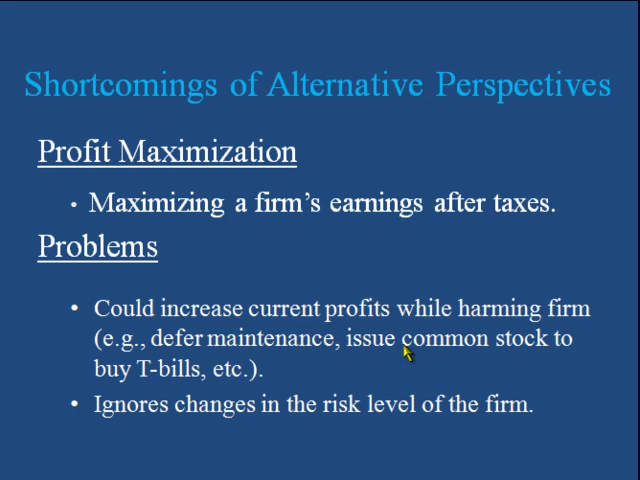 Shortcomings of Alternative Perspectives
Profit Maximization
• Maximizing a firm’s earnings after taxes.
Problems
• Could increase current profits while harming firm
(e.g., defer maintenance, issue common stock to
buy T-bills, etc.).
• Ignores changes in the risk level of the firm.